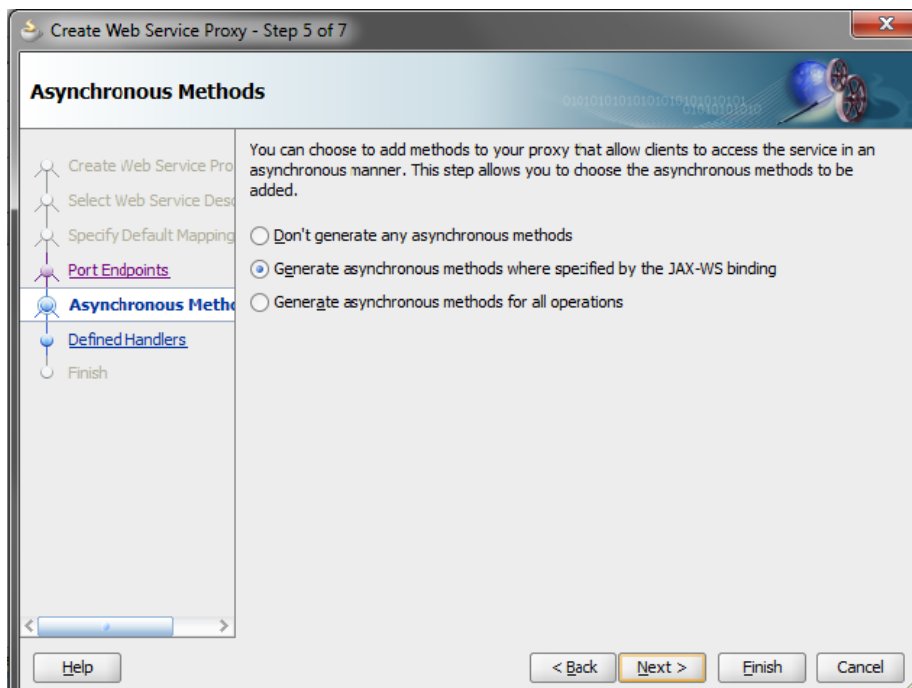 Create Web Service Proxy - Step 5 of 7
Asynchronous Methods
You can choose to add methods to your proxy that allow clients to access the service in an
asynchronous manner. This step allows you to choose the asynchronous methods to be
added.
Create Web Service Pro
Select Web Service Desc
Specify Default Mapping
Port Endpoints
Asynchronous Metho
Defined Handlers
Finish
Don't generate any asynchronous methods
Generate asynchronous methods where specified by the JAX-WS binding
Generate asynchronous methods for all operations
Help
< Back
Next >
Finish
Cancel